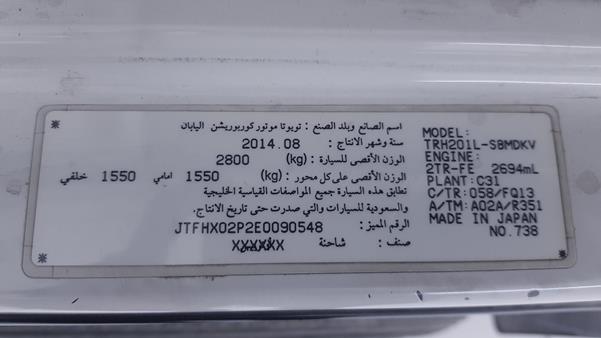 اسم الصانع وبلد الصنع : تويوتا موتور كوربوريشن اليابان
سنة وشهر الانتاج : 2014.08
الوزن الأقصى للسيارة : (kg) 2800
الوزن الأقصى على كل محور : (kg) 1550 امامي 1550 خلفي
تطابق هذه السيارة جميع المواصفات القياسية الخليجية
والسعودية للسيارات والتي صدرت حتى تاريخ الانتاج.
الرقم المميز : JTFHX02P2E0090548
صنف : شاحنة XXXXXX
MODEL:
TRH201L-SBMDKV
ENGINE:
2TR-FE 2694mL
PLANT:C31
C/TR:058/FQ13
A/TM:A02A/R351
MADE IN JAPAN
NO.738